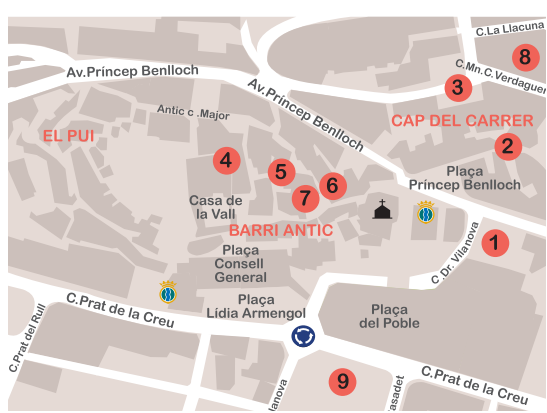 C.La Llacuna
8
C.Mn.C.Verdaguer
Av.Príncep Benlloch
3
Av.Príncep Benlloch
Antic c .Major
CAP DEL CARRER
EL PUI
2
4
5
6
7
Plaça
Príncep Benlloch
Casa de
la Vall
BARRI ANTIC
1
C Dr. Vilanova
Plaça
Consell
General
Plaça
Lídia Armengol
C.Prat de la Creu
Plaça
del Poble
C.Prat del Rull
9
C.Prat de la Creu